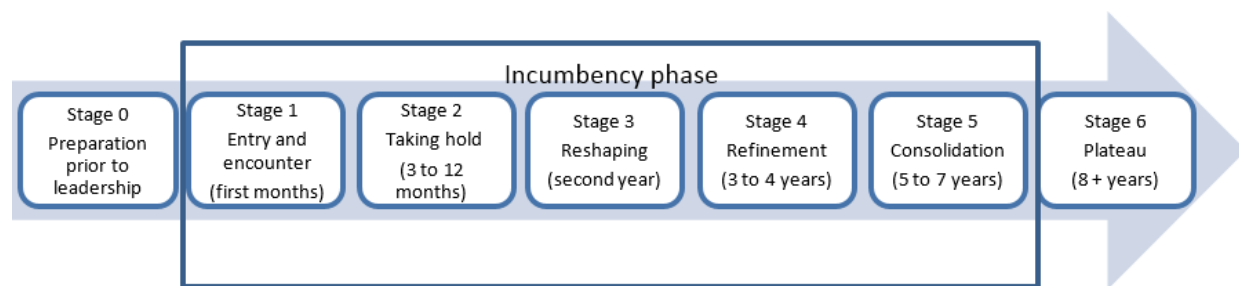 Incumbency phase
Stage 0
Preparation
prior to
leadership
Stage 1
Entry and
encounter
(first months)
Stage 2
Taking hold
(3 to 12
months)
Stage 3
Reshaping
(second year)
Stage 4
Refinement
(3 to 4 years)
Stage 5
Consolidation
(5 to 7 years)
Stage 6
Plateau
(8 + years)